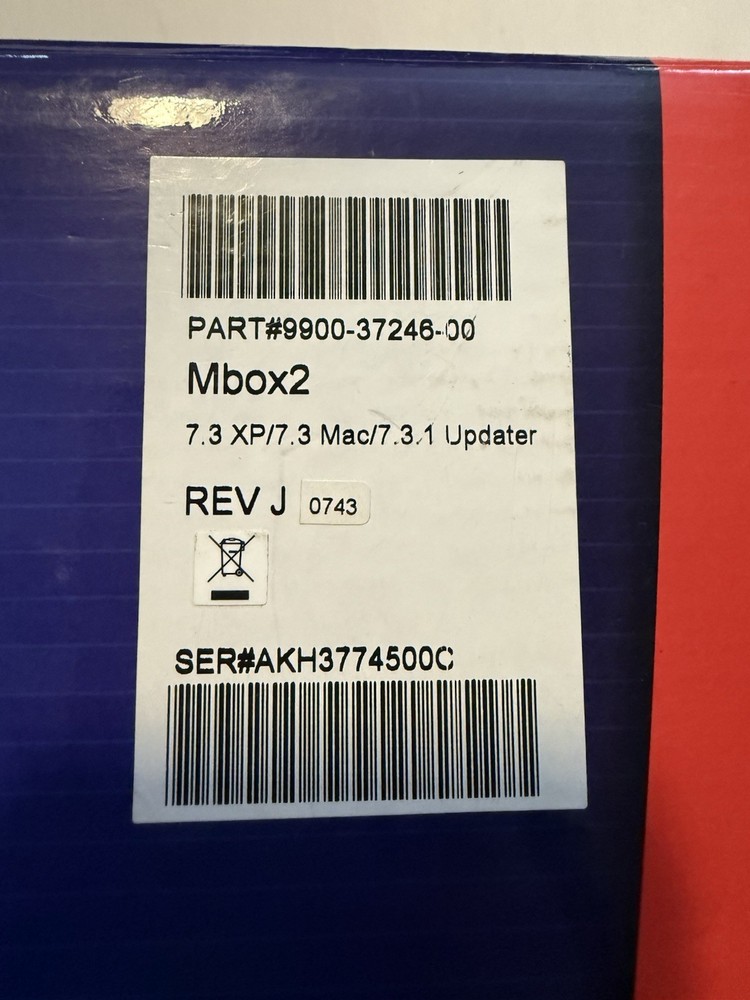 PART#9900-37246-00
Mbox2
7.3 XP/7.3 Mac/7.3.1 Updater
REV J 0743
SER#AKH3774500C